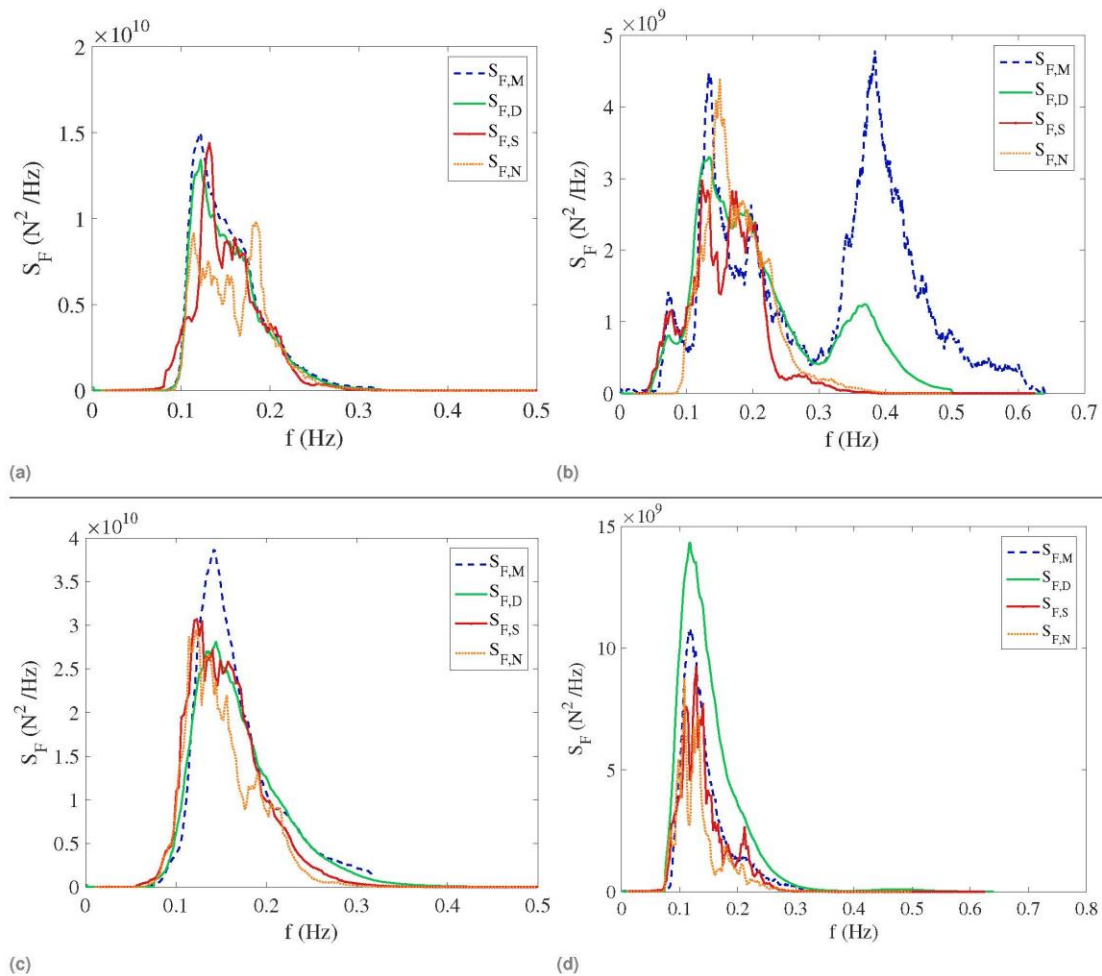 ×10^10
2
1.5
1
0.5
0
S_F (N^2 /Hz)
0 0.1 0.2 0.3 0.4 0.5
f (Hz)
S_F,M
S_F,D
S_F,S
S_F,N
(a)
×10^9
5
4
3
2
1
0
S_F (N^2 /Hz)
0 0.1 0.2 0.3 0.4 0.5 0.6 0.7
f (Hz)
S_F,M
S_F,D
S_F,S
S_F,N
(b)
×10^10
4
3.5
3
2.5
2
1.5
1
0.5
0
S_F (N^2 /Hz)
0 0.1 0.2 0.3 0.4 0.5
f (Hz)
S_F,M
S_F,D
S_F,S
S_F,N
(c)
×10^9
15
10
5
0
S_F (N^2 /Hz)
0 0.1 0.2 0.3 0.4 0.5 0.6 0.7 0.8
f (Hz)
S_F,M
S_F,D
S_F,S
S_F,N
(d)